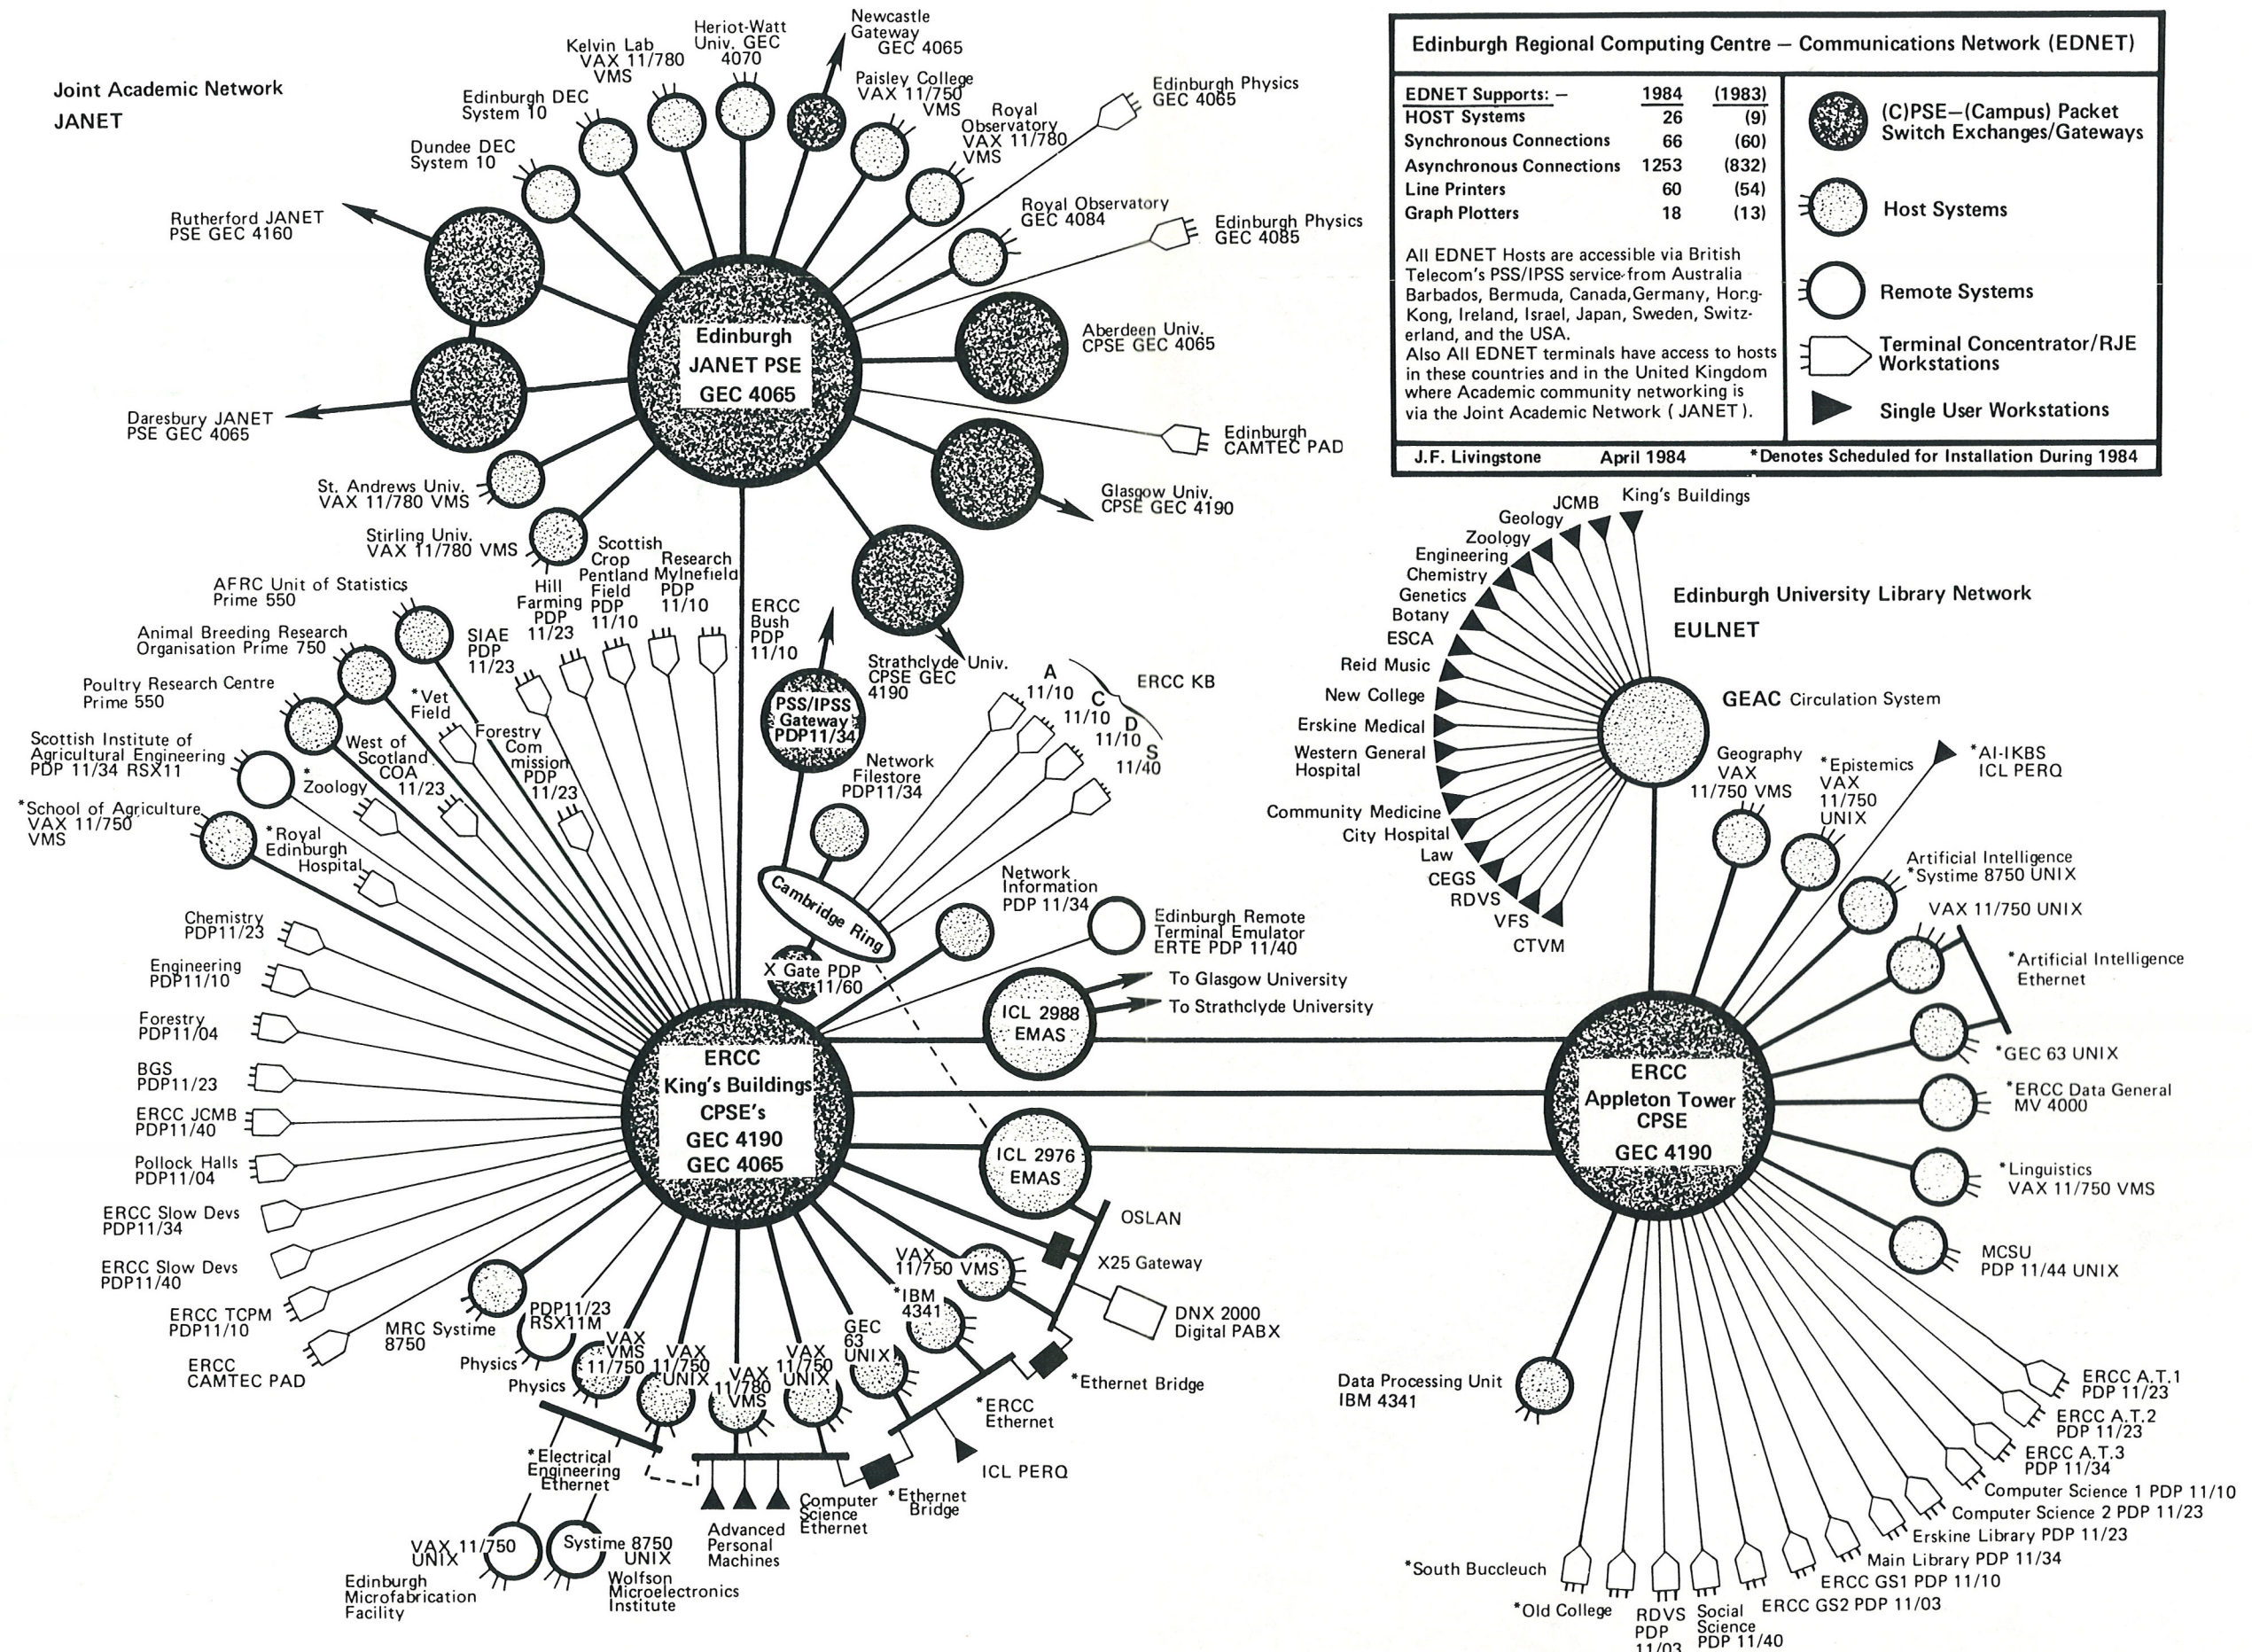 Joint Academic Network
JANET
Rutherford JANET
PSE GEC 4160
Daresbury JANET
PSE GEC 4065
Dundee DEC
System 10
Edinburgh DEC
System 10
Kelvin Lab
VAX 11/780
VMS
Heriot-Watt
Univ. GEC
4070
Newcastle
Gateway
GEC 4065
Paisley College
VAX 11/750
VMS
Royal
Observatory
VAX 11/780
VMS
Edinburgh Physics
GEC 4065
Royal Observatory
GEC 4084
Edinburgh Physics
GEC 4085
Aberdeen Univ.
CPSE GEC 4065
Edinburgh
CAMTEC PAD
Glasgow Univ.
CPSE GEC 4190
Strathclyde Univ.
CPSE GEC
4190
St. Andrews Univ.
VAX 11/780 VMS
Stirling Univ.
VAX 11/780 VMS
Edinburgh
JANET PSE
GEC 4065
Edinburgh Regional Computing Centre — Communications Network (EDNET)
EDNET Supports: — 1984 (1983)
HOST Systems 26 (9)
Synchronous Connections 66 (60)
Asynchronous Connections 1253 (832)
Line Printers 60 (54)
Graph Plotters 18 (13)
All EDNET Hosts are accessible via British
Telecom's PSS/IPSS service from Australia
Barbados, Bermuda, Canada,Germany, Hong-
Kong, Ireland, Israel, Japan, Sweden, Switz-
erland, and the USA.
Also All EDNET terminals have access to hosts
in these countries and in the United Kingdom
where Academic community networking is
via the Joint Academic Network ( JANET ).
(C)PSE—(Campus) Packet
Switch Exchanges/Gateways
Host Systems
Remote Systems
Terminal Concentrator/RJE
Workstations
Single User Workstations
J.F. Livingstone April 1984 *Denotes Scheduled for Installation During 1984
AFRC Unit of Statistics
Prime 550
Animal Breeding Research
Organisation Prime 750
Poultry Research Centre
Prime 550
Scottish Institute of
Agricultural Engineering
PDP 11/34 RSX11
*School of Agriculture
VAX 11/750
VMS
*Royal
Edinburgh
Hospital
*
Zoology
West of
Scotland
COA
11/23
*Vet
Field
Forestry
Com
mission
PDP
11/23
SIAE
PDP
11/23
Hill
Farming
PDP
11/23
Scottish
Crop
Pentland
Field
PDP
11/10
Research
Mylnefield
PDP
11/10
ERCC
Bush
PDP
11/10
PSS/IPSS
Gateway
PDP11/34
Network
Filestore
PDP11/34
A
11/10
C
11/10
D
11/10
S
11/40
ERCC KB
Cambridge Ring
X Gate PDP
11/60
Network
Information
PDP 11/34
Edinburgh Remote
Terminal Emulator
ERTE PDP 11/40
ICL 2988
EMAS
To Glasgow University
To Strathclyde University
ICL 2976
EMAS
ERCC
King's Buildings
CPSE's
GEC 4190
GEC 4065
Chemistry
PDP11/23
Engineering
PDP11/10
Forestry
PDP11/04
BGS
PDP11/23
ERCC JCMB
PDP11/40
Pollock Halls
PDP11/04
ERCC Slow Devs
PDP11/34
ERCC Slow Devs
PDP11/40
ERCC TCPM
PDP11/10
ERCC
CAMTEC PAD
MRC Systime
8750
PDP11/23
RSX11M
Physics
VAX
VMS
11/750
Physics
VAX
11/750
UNIX
VAX
11/780
VMS
VAX
11/750
UNIX
GEC
63
UNIX
*IBM
4341
VAX
11/750 VMS
OSLAN
X25 Gateway
DNX 2000
Digital PABX
*Ethernet Bridge
*ERCC
Ethernet
ICL PERQ
*Ethernet
Bridge
Computer
Science
Ethernet
Advanced
Personal
Machines
*Electrical
Engineering
Ethernet
VAX 11/750
UNIX
Edinburgh
Microfabrication
Facility
Systime 8750
UNIX
Wolfson
Microelectronics
Institute
Edinburgh University Library Network
EULNET
GEAC Circulation System
King's Buildings
JCMB
Geology
Zoology
Engineering
Chemistry
Genetics
Botany
ESCA
Reid Music
New College
Erskine Medical
Western General
Hospital
Community Medicine
City Hospital
Law
CEGS
RDVS
VFS
CTVM
Geography
VAX
11/750 VMS
*Epistemics
VAX
11/750
UNIX
*AI-IKBS
ICL PERQ
Artificial Intelligence
*Systime 8750 UNIX
VAX 11/750 UNIX
*Artificial Intelligence
Ethernet
*GEC 63 UNIX
*ERCC Data General
MV 4000
*Linguistics
VAX 11/750 VMS
MCSU
PDP 11/44 UNIX
ERCC
Appleton Tower
CPSE
GEC 4190
Data Processing Unit
IBM 4341
ERCC A.T.1
PDP 11/23
ERCC A.T.2
PDP 11/23
ERCC A.T.3
PDP 11/34
Computer Science 1 PDP 11/10
Computer Science 2 PDP 11/23
Erskine Library PDP 11/23
Main Library PDP 11/34
ERCC GS1 PDP 11/10
ERCC GS2 PDP 11/03
Social
Science
PDP 11/40
RDVS
PDP
11/03
*Old College
*South Buccleuch